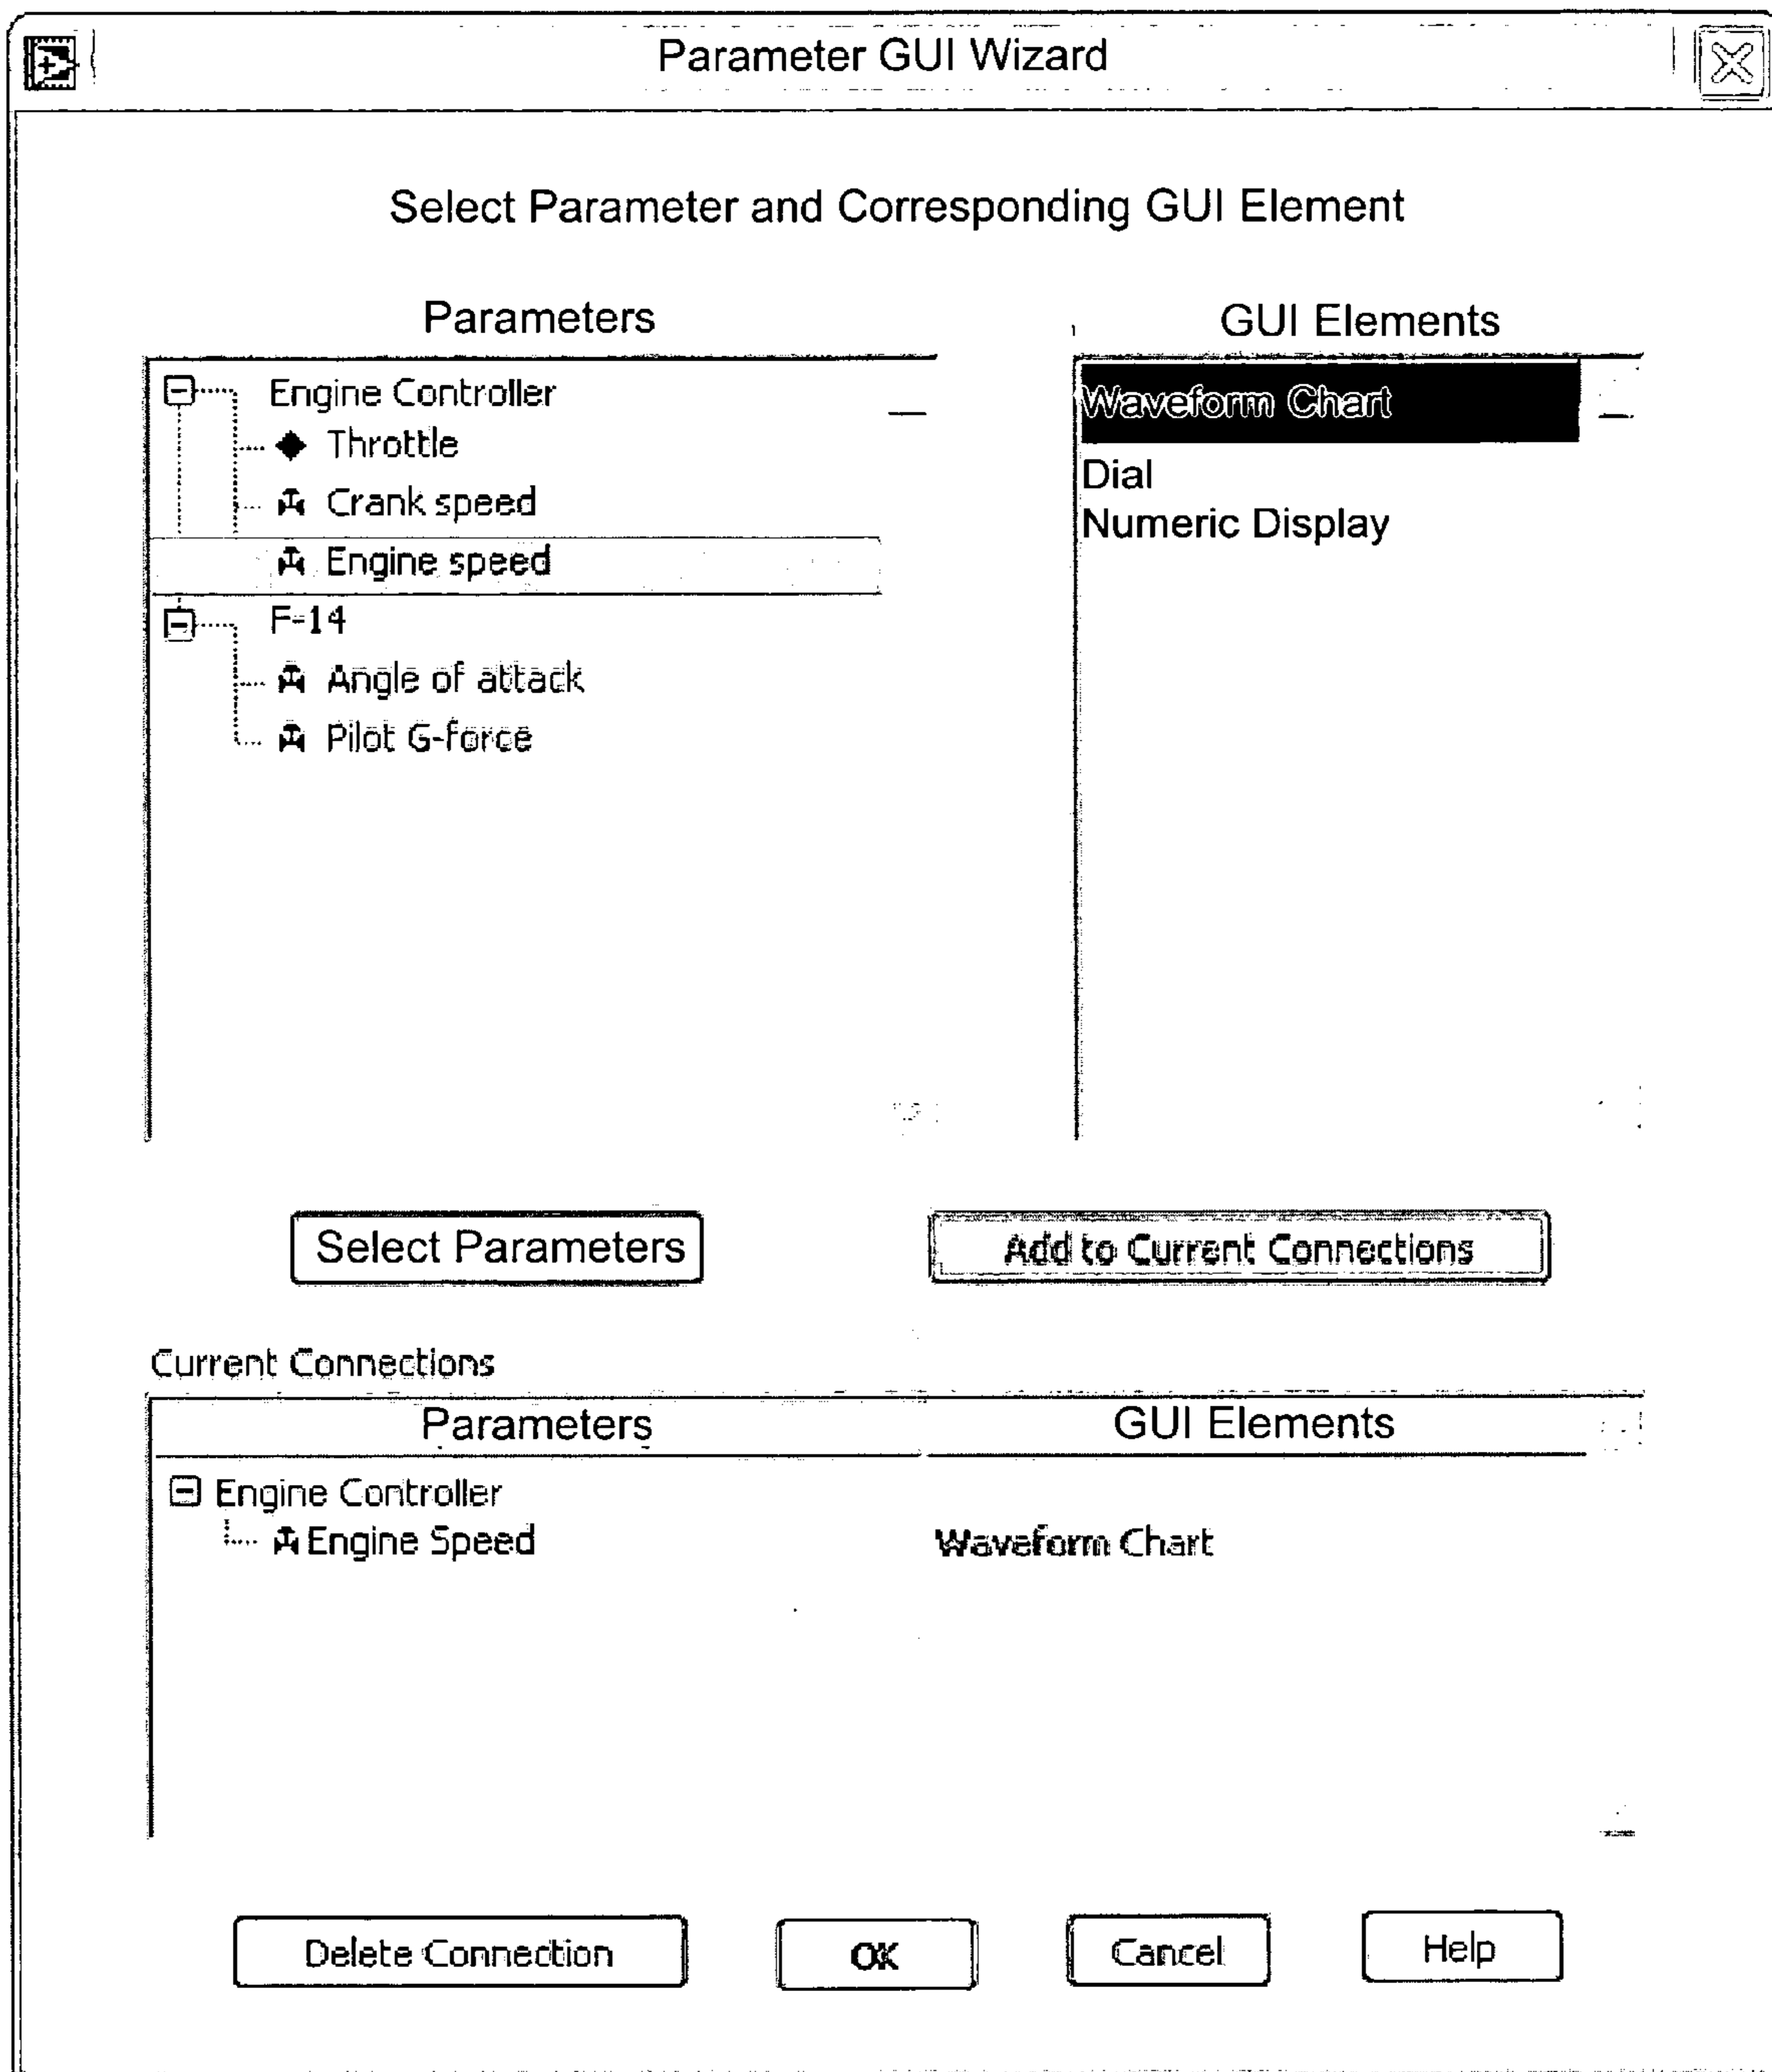 Parameter GUI Wizard
Select Parameter and Corresponding GUI Element
Parameters
GUI Elements
Engine Controller
Throttle
Crank speed
Engine speed
F-14
Angle of attack
Pilot G-force
Waveform Chart
Dial
Numeric Display
Select Parameters
Add to Current Connections
Current Connections
Parameters GUI Elements
Engine Controller
Engine Speed Waveform Chart
Delete Connection OK Cancel Help